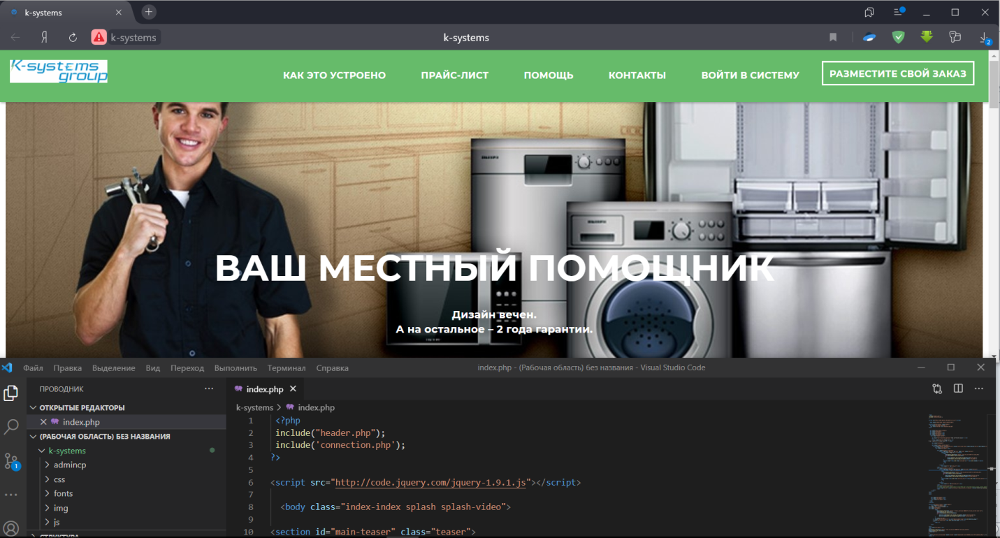 k-systems
Я
k-systems
k-systems
2
K-systems
group
КАК ЭТО УСТРОЕНО
ПРАЙС-ЛИСТ
ПОМОЩЬ
КОНТАКТЫ
ВОЙТИ В СИСТЕМУ
РАЗМЕСТИТЕ СВОЙ ЗАКАЗ
ВАШ МЕСТНЫЙ ПОМОЩНИК
Дизайн вечен.
А на остальное – 2 года гарантии.
Файл Правка Выделение Вид Переход Выполнить Терминал Справка
index.php - (Рабочая область) без названия - Visual Studio Code
ПРОВОДНИК
ОТКРЫТЫЕ РЕДАКТОРЫ
index.php
(РАБОЧАЯ ОБЛАСТЬ) БЕЗ НАЗВАНИЯ
k-systems
admincp
css
fonts
img
js
СТРУКТУРА
1
index.php
k-systems > index.php
1 <?php
2 include("header.php");
3 include('connection.php');
4 ?>
5
6 <script src="http://code.jquery.com/jquery-1.9.1.js"></script>
7
8 <body class="index-index splash splash-video">
9
10 <section id="main-teaser" class="teaser">